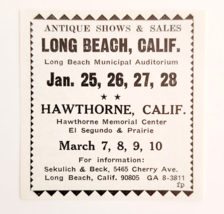 ANTIQUE SHOWS & SALES
LONG BEACH, CALIF.
Long Beach Municipal Auditorium
Jan. 25, 26, 27, 28
HAWTHORNE, CALIF.
Hawthorne Memorial Center
El Segundo & Prairie
March 7, 8, 9, 10
For information:
Sekulich & Beck, 5465 Cherry Ave.
Long Beach, Calif. 90805 GA 8-3811